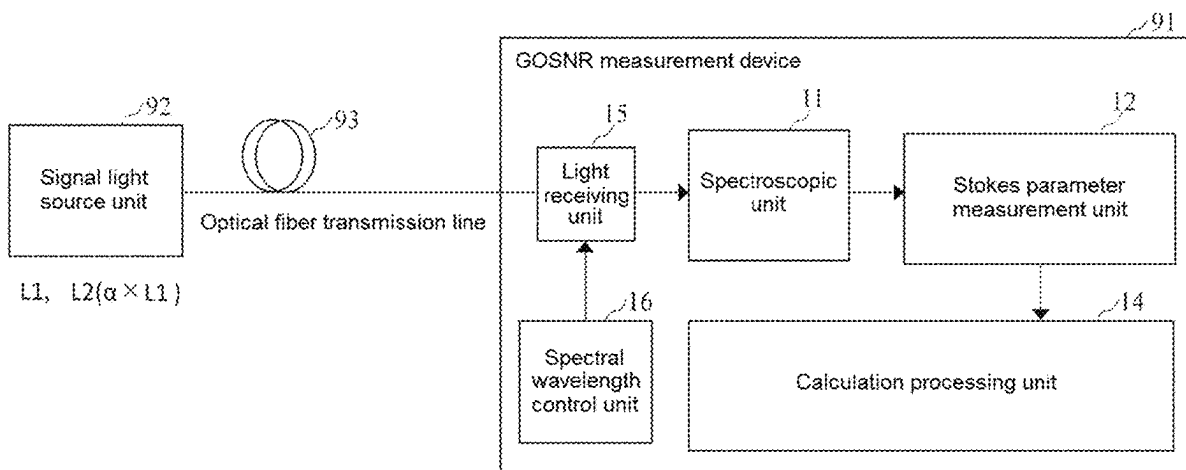 91
GOSNR measurement device
92
93
15
11
12
Signal light
source unit
Optical fiber transmission line
Light
receiving
unit
Spectroscopic
unit
Stokes parameter
measurement unit
L1, L2(α×L1)
16
14
Spectral
wavelength
control unit
Calculation processing unit